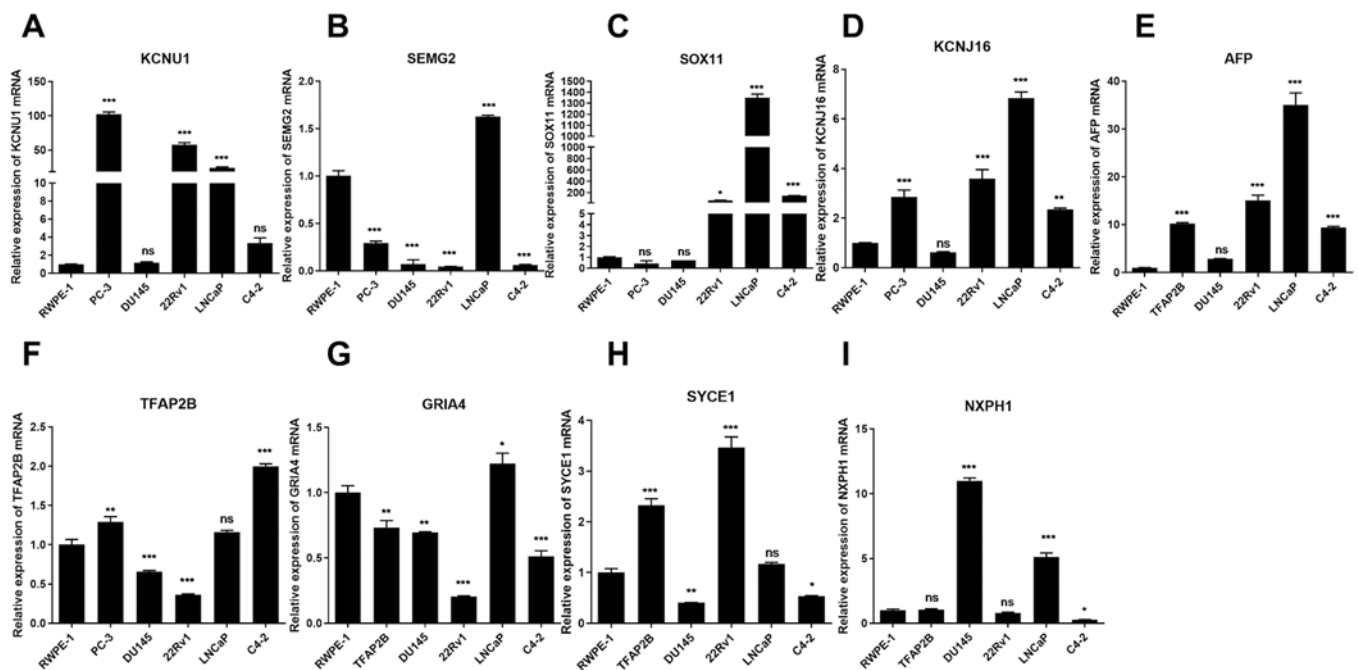 A
KCNU1
Relative expression of KCNU1 mRNA
150
100
50
10
8
6
4
2
0
***
ns
***
***
ns
RWPE-1
PC-3
DU145
22Rv1
LNCaP
C4-2
B
SEMG2
Relative expression of SEMG2 mRNA
2.0
1.5
1.0
0.5
0.0
***
***
***
***
***
RWPE-1
PC-3
DU145
22Rv1
LNCaP
C4-2
C
SOX11
Relative expression of SOX11 mRNA
1500
1400
1300
1200
1100
1000
1000
800
600
400
200
5
4
3
2
1
0
ns
ns
*
***
***
RWPE-1
PC-3
DU145
22Rv1
LNCaP
C4-2
D
KCNJ16
Relative expression of KCNJ16 mRNA
8
6
4
2
0
***
ns
***
***
**
RWPE-1
PC-3
DU145
22Rv1
LNCaP
C4-2
E
AFP
Relative expression of AFP mRNA
40
30
20
10
0
***
ns
***
***
***
RWPE-1
TFAP2B
DU145
22Rv1
LNCaP
C4-2
F
TFAP2B
Relative expression of TFAP2B mRNA
2.5
2.0
1.5
1.0
0.5
0.0
**
***
***
ns
***
RWPE-1
PC-3
DU145
22Rv1
LNCaP
C4-2
G
GRIA4
Relative expression of GRIA4 mRNA
1.5
1.0
0.5
0.0
**
**
***
*
***
RWPE-1
TFAP2B
DU145
22Rv1
LNCaP
C4-2
H
SYCE1
Relative expression of SYCE1 mRNA
4
3
2
1
0
***
**
***
ns
*
RWPE-1
TFAP2B
DU145
22Rv1
LNCaP
C4-2
I
NXPH1
Relative expression of NXPH1 mRNA
15
10
5
0
ns
***
ns
***
*
RWPE-1
TFAP2B
DU145
22Rv1
LNCaP
C4-2